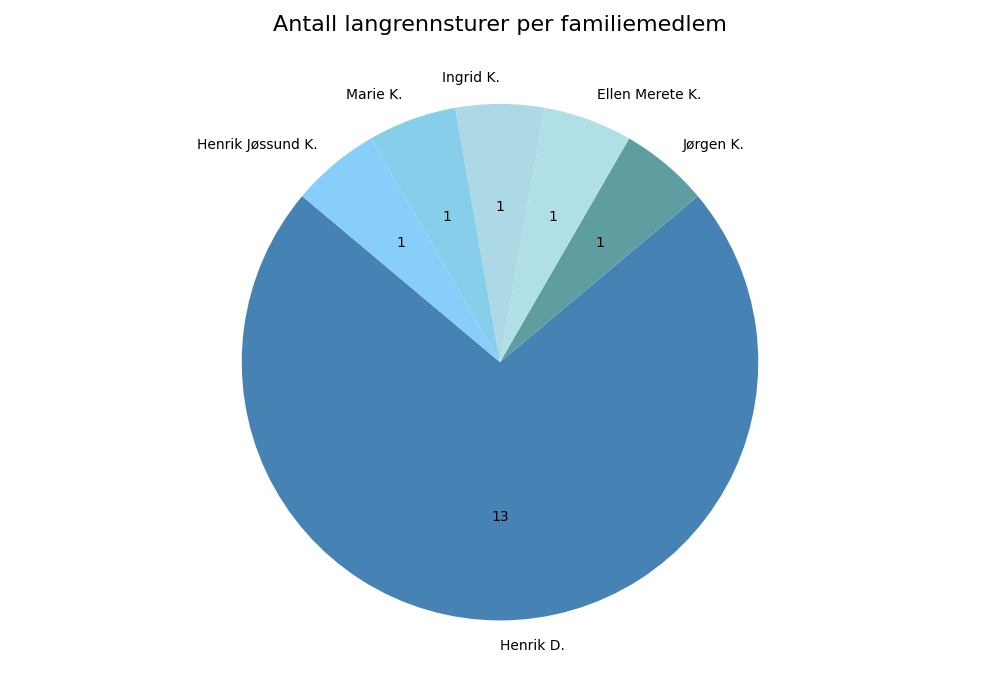 Antall langrennsturer per familiemedlem
Ingrid K.
Marie K.
Ellen Merete K.
Henrik Jøssund K.
Jørgen K.
1
1
1
1
1
13
Henrik D.